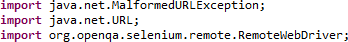 import java.net.MalformedURLException;
import java.net.URL;
import org.openqa.selenium.remote.RemoteWebDriver;